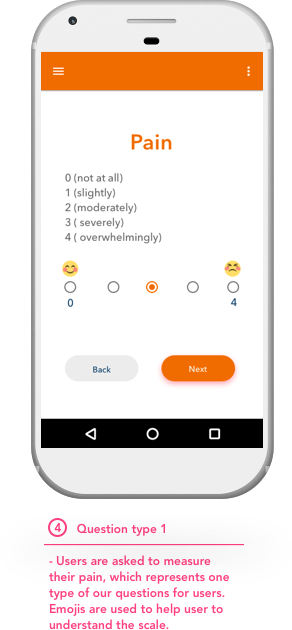 Pain
0 (not at all)
1 (slightly)
2 (moderately)
3 ( severely)
4 ( overwhelmingly)
0 4
Back Next
4 Question type 1
- Users are asked to measure
their pain, which represents one
type of our questions for users.
Emojis are used to help user to
understand the scale.